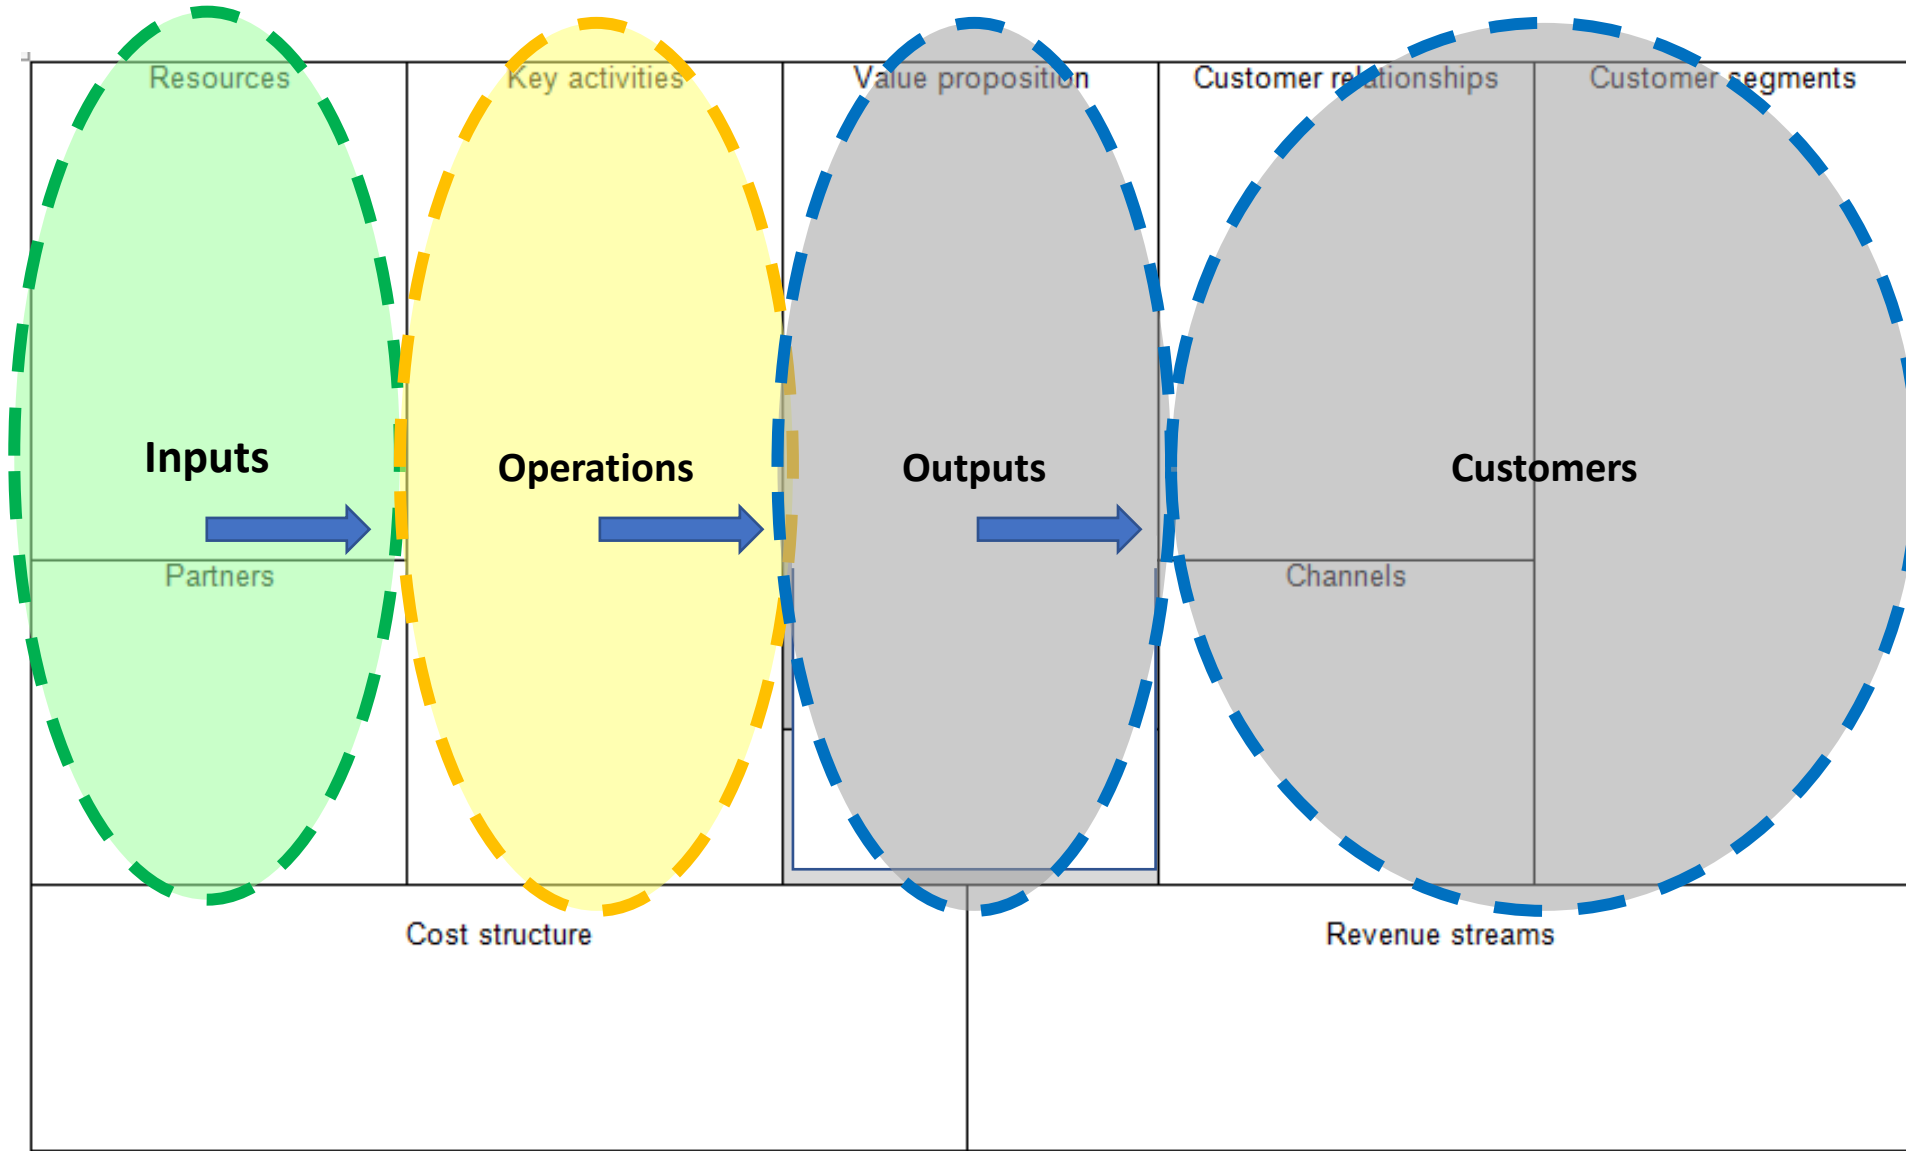 Resources
Key activities
Value proposition
Customer relationships
Customer segments
Inputs
Operations
Outputs
Customers
Partners
Channels
Cost structure
Revenue streams